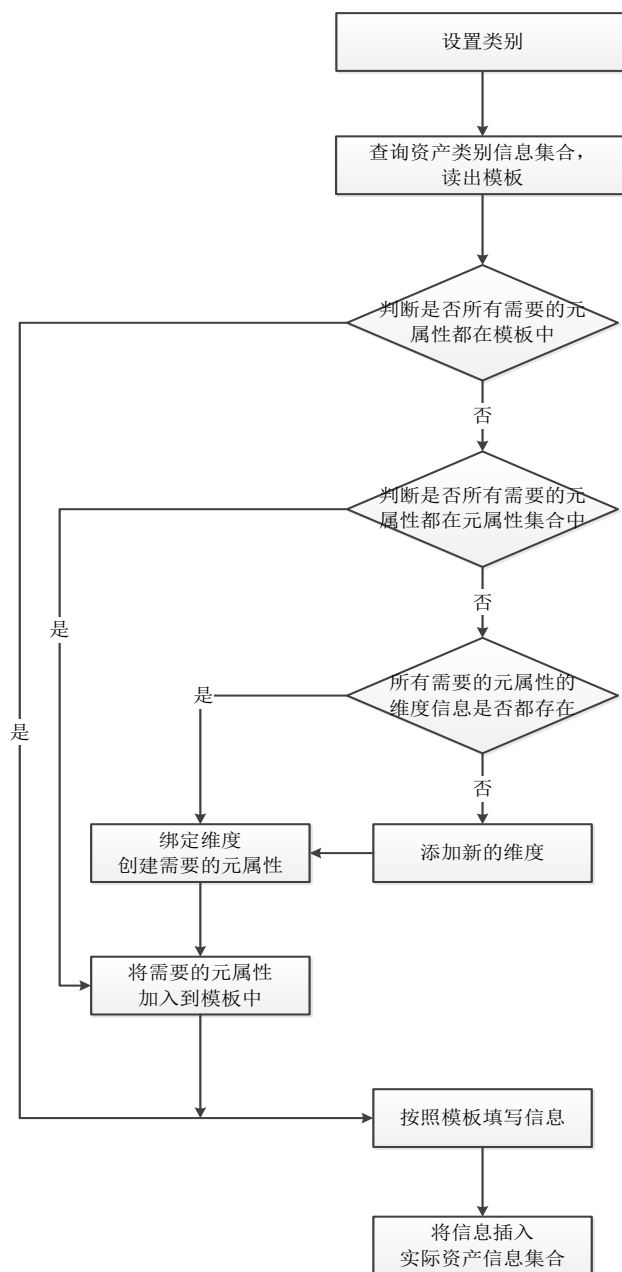 设置类别
查询资产类别信息集合，
读出模板
判断是否所有需要的元
属性都在模板中
否
判断是否所有需要的元
属性都在元属性集合中
否
是
所有需要的元属性的
维度信息是否都存在
是
是
否
绑定维度
创建需要的元属性
添加新的维度
将需要的元属性
加入到模板中
按照模板填写信息
将信息插入
实际资产信息集合